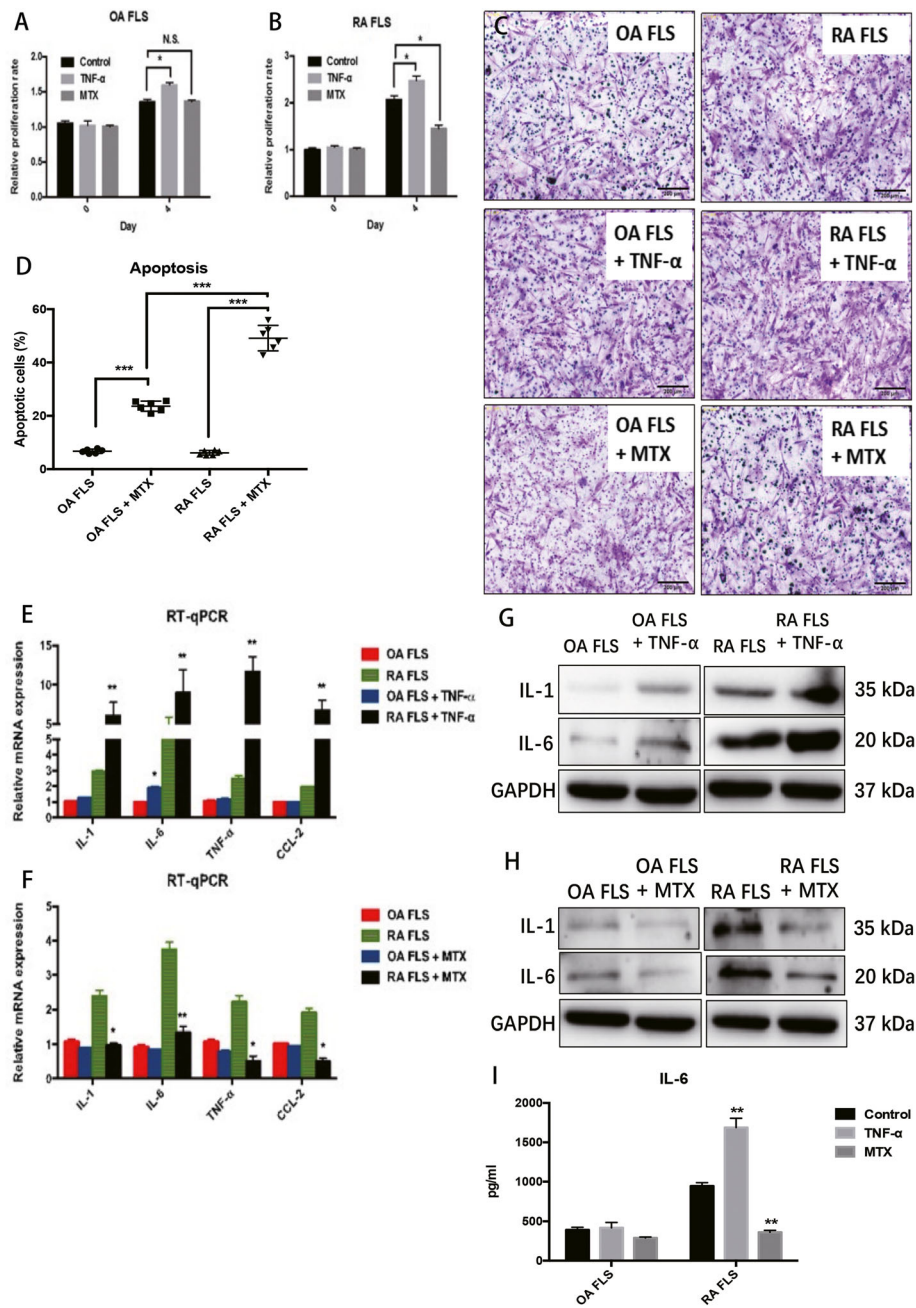 A
OA FLS
Relative proliferation rate
2.0
1.5
1.0
0.5
0.0
Control
TNF-α
MTX
N.S.
*
0
4
Day
B
RA FLS
Relative proliferation rate
3
2
1
0
Control
TNF-α
MTX
*
*
0
4
Day
C
OA FLS
RA FLS
OA FLS
+ TNF-α
RA FLS
+ TNF-α
OA FLS
+ MTX
RA FLS
+ MTX
D
Apoptosis
Apoptotic cells (%)
60
40
20
0
***
***
***
OA FLS
OA FLS + MTX
RA FLS
RA FLS + MTX
E
RT-qPCR
Relative mRNA expression
15
10
5
4
3
2
1
0
**
*
**
**
**
OA FLS
RA FLS
OA FLS + TNF-α
RA FLS + TNF-α
IL-1
IL-6
TNF-α
CCL-2
F
RT-qPCR
Relative mRNA expression
5
4
3
2
1
0
*
**
*
*
OA FLS
RA FLS
OA FLS + MTX
RA FLS + MTX
IL-1
IL-6
TNF-α
CCL-2
G
OA FLS
OA FLS
+ TNF-α
RA FLS
RA FLS
+ TNF-α
IL-1
35 kDa
IL-6
20 kDa
GAPDH
37 kDa
H
OA FLS
OA FLS
+ MTX
RA FLS
RA FLS
+ MTX
IL-1
35 kDa
IL-6
20 kDa
GAPDH
37 kDa
I
IL-6
pg/ml
2000
1500
1000
500
0
**
**
Control
TNF-α
MTX
OA FLS
RA FLS